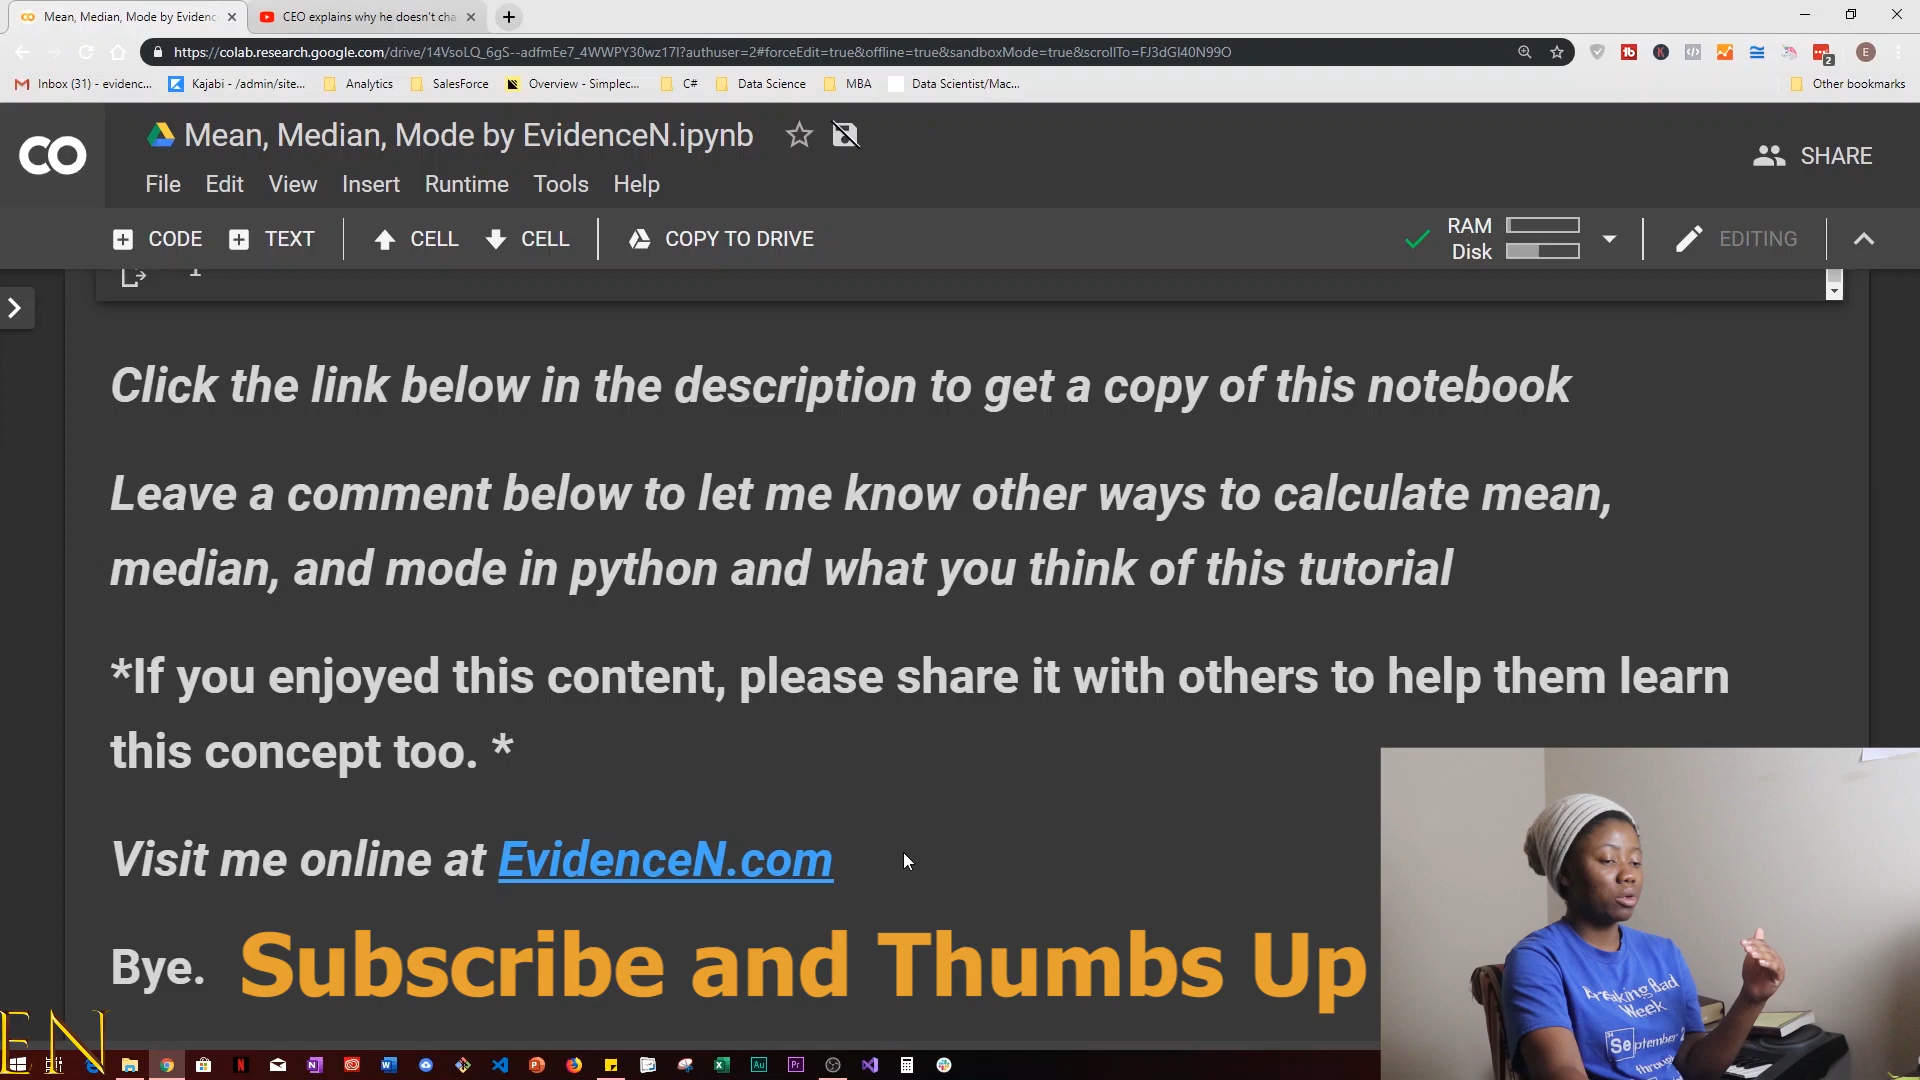 Mean, Median, Mode by Evidenc
CEO explains why he doesn't cha
https://colab.research.google.com/drive/14VsoLQ_6gS--adfmEe7_4WWPY30wz17I?authuser=2#forceEdit=true&offline=true&sandboxMode=true&scrollTo=FJ3dGI40N99O
Inbox (31) - evidenc... Kajabi - /admin/site... Analytics SalesForce Overview - Simplec... C# Data Science MBA Data Scientist/Mac... Other bookmarks
CO Mean, Median, Mode by EvidenceN.ipynb
SHARE
File Edit View Insert Runtime Tools Help
CODE TEXT CELL CELL COPY TO DRIVE RAM Disk EDITING
Click the link below in the description to get a copy of this notebook
Leave a comment below to let me know other ways to calculate mean,
median, and mode in python and what you think of this tutorial
*If you enjoyed this content, please share it with others to help them learn
this concept too. *
Visit me online at EvidenceN.com
Bye. Subscribe and Thumbs Up
Breaking Bad
Week
September 2
through
EN